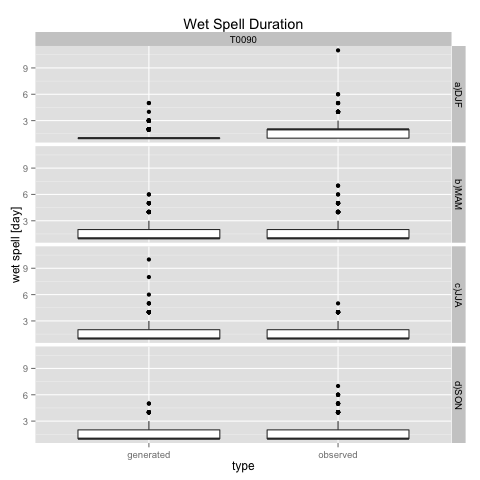 Wet Spell Duration
T0090
9
6
3
a)DJF
9
6
3
b)MAM
9
6
3
c)JJA
9
6
3
d)SON
wet spell [day]
generated observed
type